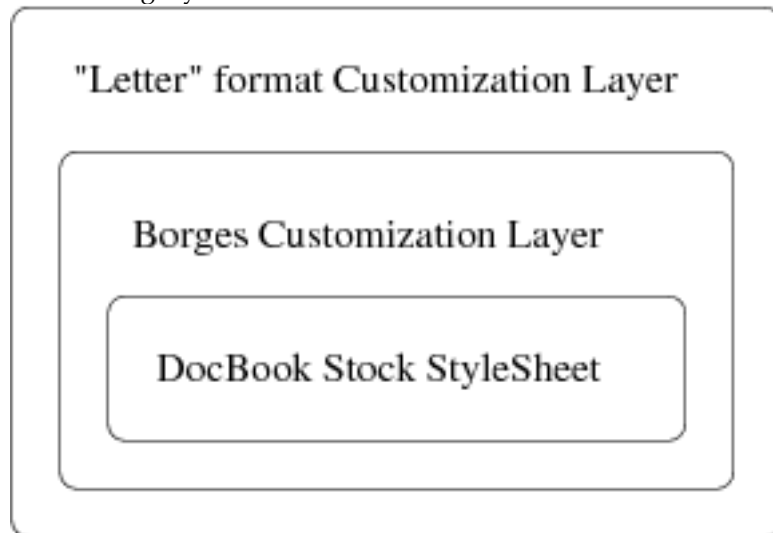 "Letter" format Customization Layer
Borges Customization Layer
DocBook Stock StyleSheet